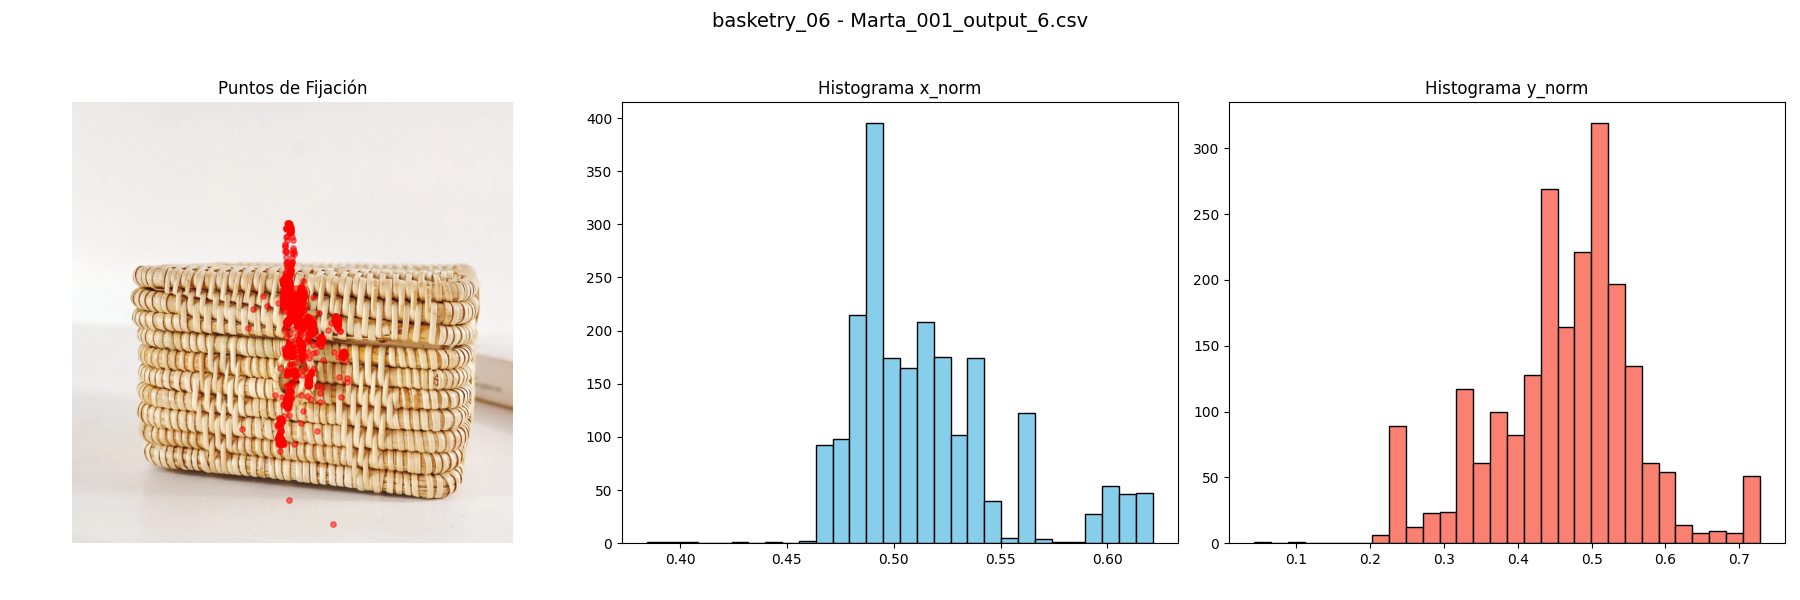 basketry_06 - Marta_001_output_6.csv
Puntos de Fijación
Histograma x_norm
400
350
300
250
200
150
100
50
0
0.40 0.45 0.50 0.55 0.60
Histograma y_norm
300
250
200
150
100
50
0
0.1 0.2 0.3 0.4 0.5 0.6 0.7